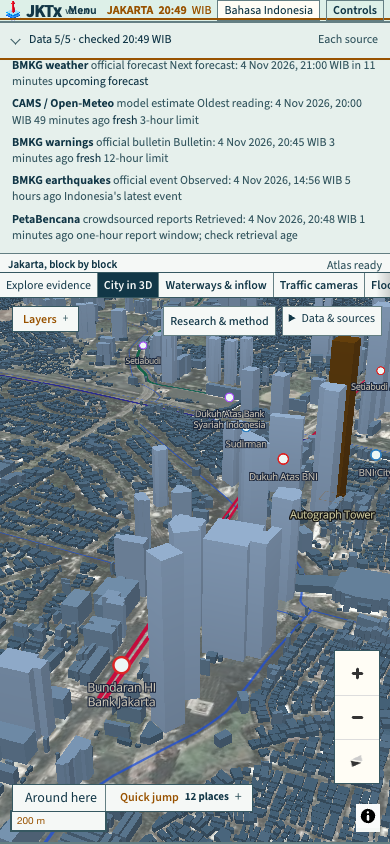 JKTx Menu JAKARTA 20:49 WIB Bahasa Indonesia Controls
Data 5/5 · checked 20:49 WIB Each source
BMKG weather official forecast Next forecast: 4 Nov 2026, 21:00 WIB in 11
minutes upcoming forecast
CAMS / Open-Meteo model estimate Oldest reading: 4 Nov 2026, 20:00
WIB 49 minutes ago fresh 3-hour limit
BMKG warnings official bulletin Bulletin: 4 Nov 2026, 20:45 WIB 3
minutes ago fresh 12-hour limit
BMKG earthquakes official event Observed: 4 Nov 2026, 14:56 WIB 5
hours ago Indonesia's latest event
PetaBencana crowdsourced reports Retrieved: 4 Nov 2026, 20:48 WIB 1
minutes ago one-hour report window; check retrieval age
Jakarta, block by block Atlas ready
Explore evidence City in 3D Waterways & inflow Traffic cameras Floo
Layers + Research & method ▶ Data & sources
Setiabudi
Setiabudi
Dukuh Atas Bank
Syariah Indonesia
Sudirman
Dukuh Atas BNI
BNI City
Autograph Tower
Bundaran HI
Bank Jakarta
+
−
Around here Quick jump 12 places +
200 m